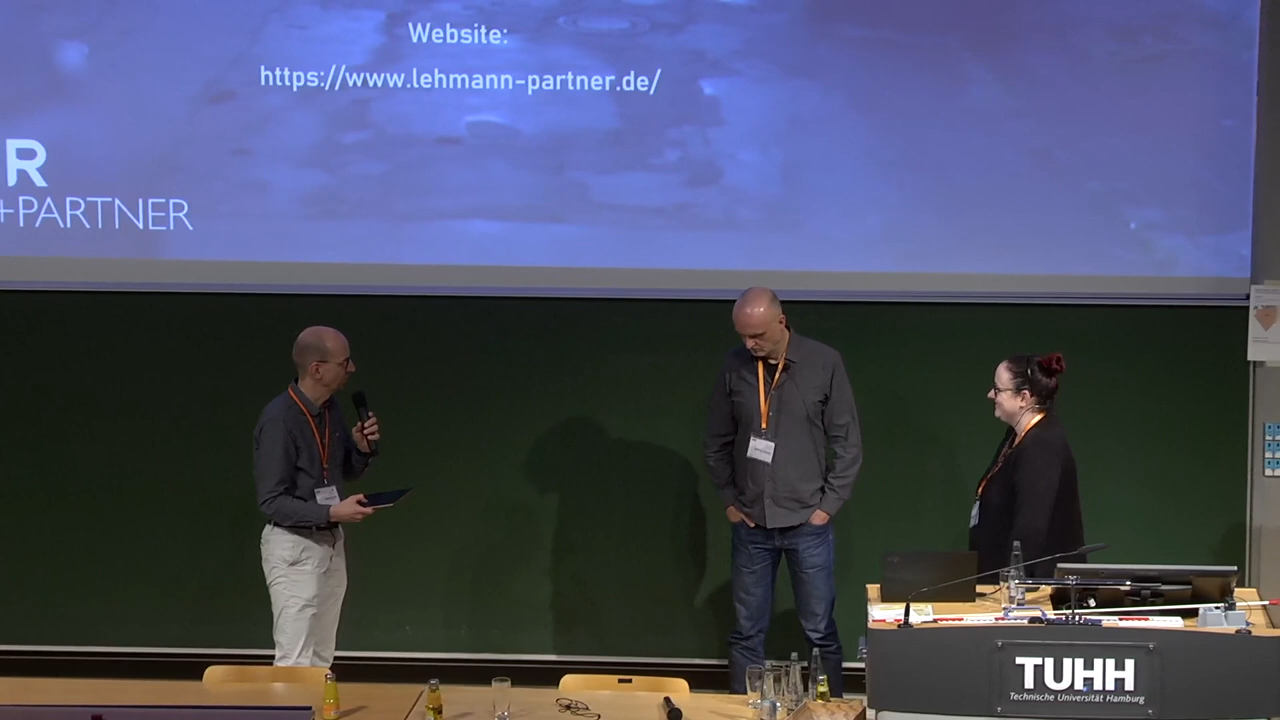 Website:
https://www.lehmann-partner.de/
R
+PARTNER
TUHH
Technische Universität Hamburg